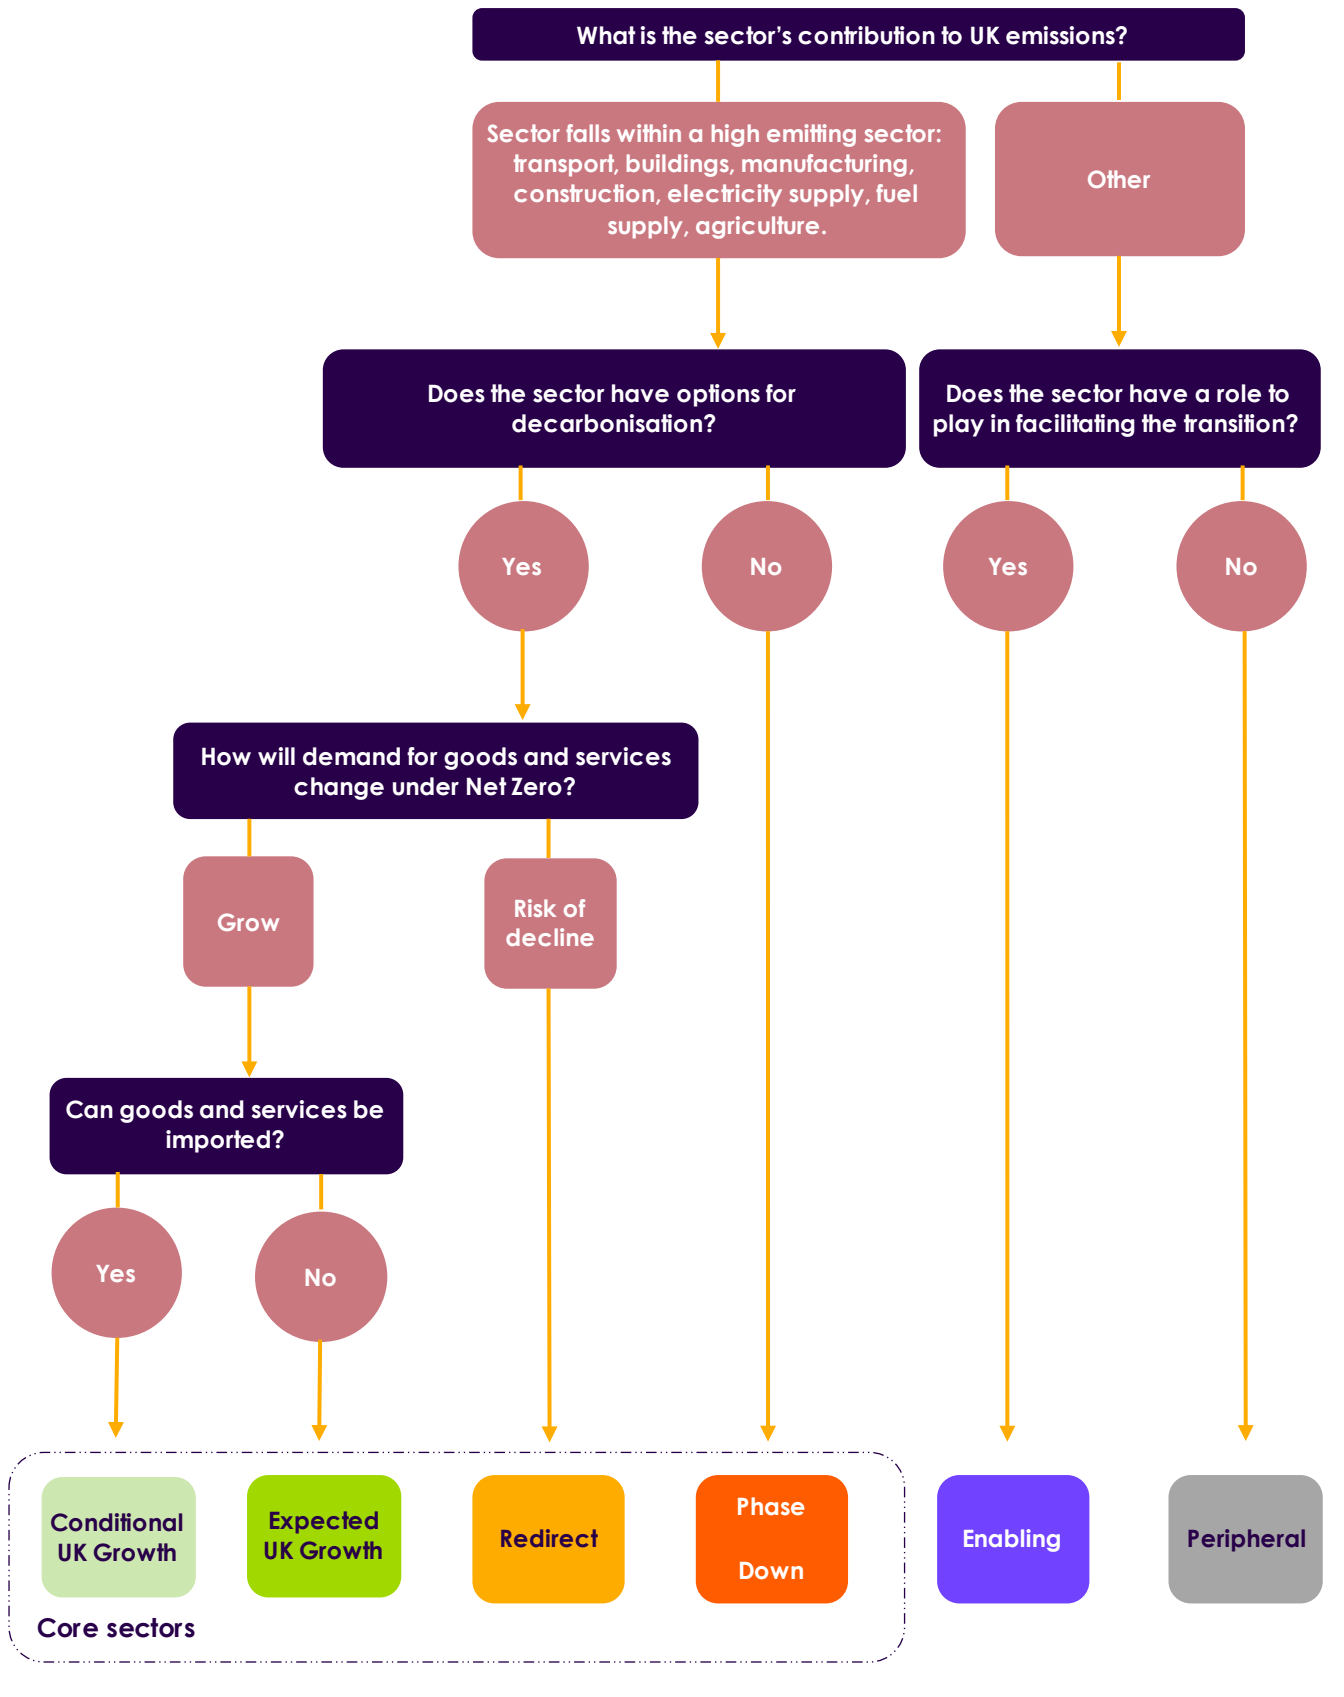 What is the sector’s contribution to UK emissions?
Sector falls within a high emitting sector:
transport, buildings, manufacturing,
construction, electricity supply, fuel
supply, agriculture.
Other
Does the sector have options for
decarbonisation?
Does the sector have a role to
play in facilitating the transition?
Yes
No
Yes
No
How will demand for goods and services
change under Net Zero?
Grow
Risk of
decline
Can goods and services be
imported?
Yes
No
Conditional
UK Growth
Expected
UK Growth
Redirect
Phase
Down
Enabling
Peripheral
Core sectors